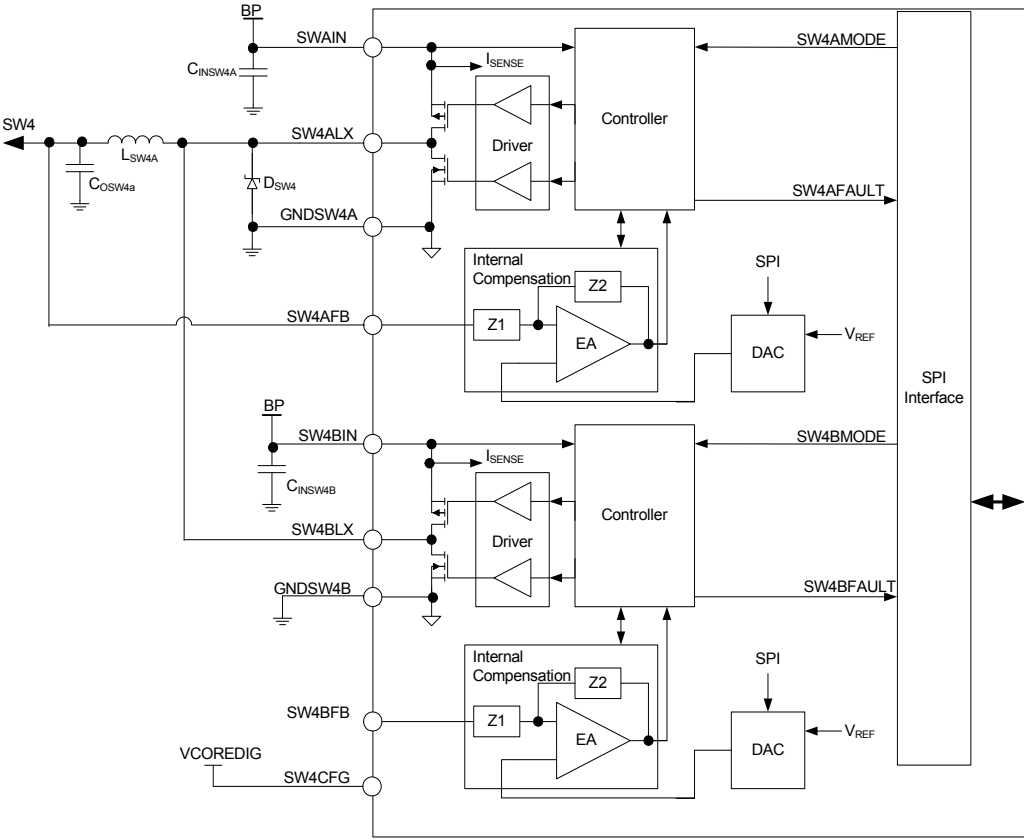 BP
SWAIN
SW4AMODE
CINSW4A
ISENSE
Controller
SW4
SW4ALX
Driver
LSW4A
COSW4a
DSW4
SW4AFAULT
GNDSW4A
Internal
Compensation
SPI
Z2
SW4AFB
Z1
EA
DAC
VREF
SPI
Interface
BP
SW4BIN
SW4BMODE
CINSW4B
ISENSE
Controller
SW4BLX
Driver
GNDSW4B
SW4BFAULT
Internal
Compensation
SPI
Z2
SW4BFB
Z1
EA
DAC
VREF
VCOREDIG
SW4CFG